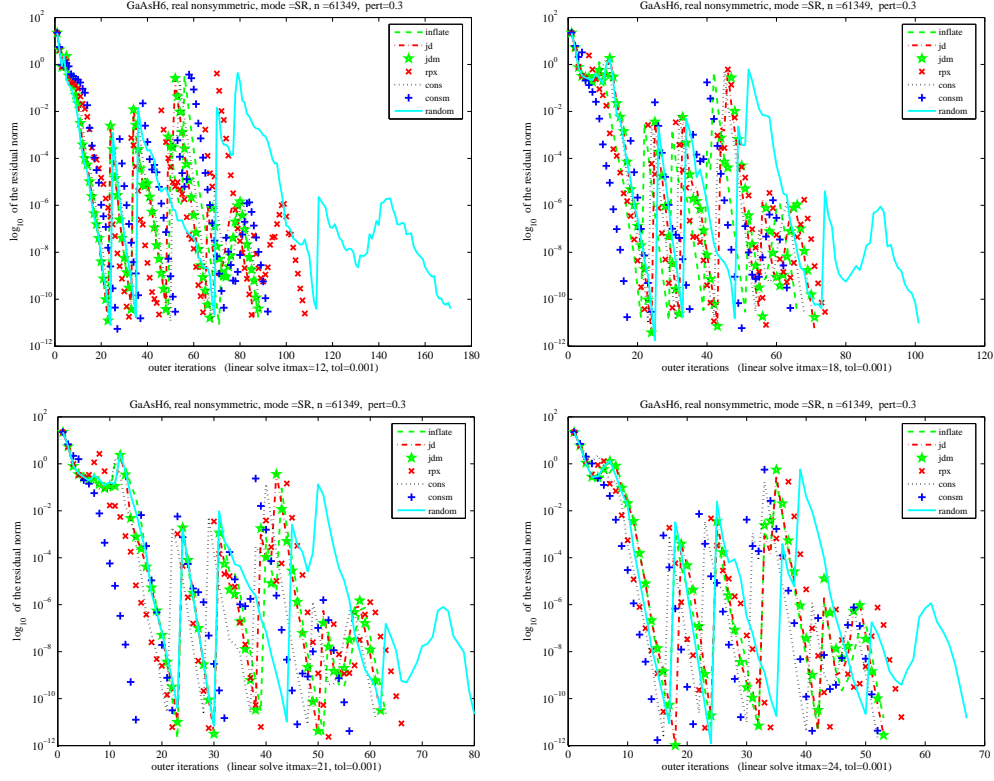 GaAsH6, real nonsymmetric, mode =SR, n =61349, pert=0.3
log10 of the residual norm
10^2
10^0
10^-2
10^-4
10^-6
10^-8
10^-10
10^-12
0 20 40 60 80 100 120 140 160 180
outer iterations (linear solve itmax=12, tol=0.001)
inflate
jd
jdm
rpx
cons
consm
random
GaAsH6, real nonsymmetric, mode =SR, n =61349, pert=0.3
log10 of the residual norm
10^2
10^0
10^-2
10^-4
10^-6
10^-8
10^-10
10^-12
0 20 40 60 80 100 120
outer iterations (linear solve itmax=18, tol=0.001)
inflate
jd
jdm
rpx
cons
consm
random
GaAsH6, real nonsymmetric, mode =SR, n =61349, pert=0.3
log10 of the residual norm
10^2
10^0
10^-2
10^-4
10^-6
10^-8
10^-10
10^-12
0 10 20 30 40 50 60 70 80
outer iterations (linear solve itmax=21, tol=0.001)
inflate
jd
jdm
rpx
cons
consm
random
GaAsH6, real nonsymmetric, mode =SR, n =61349, pert=0.3
log10 of the residual norm
10^2
10^0
10^-2
10^-4
10^-6
10^-8
10^-10
10^-12
0 10 20 30 40 50 60 70
outer iterations (linear solve itmax=24, tol=0.001)
inflate
jd
jdm
rpx
cons
consm
random